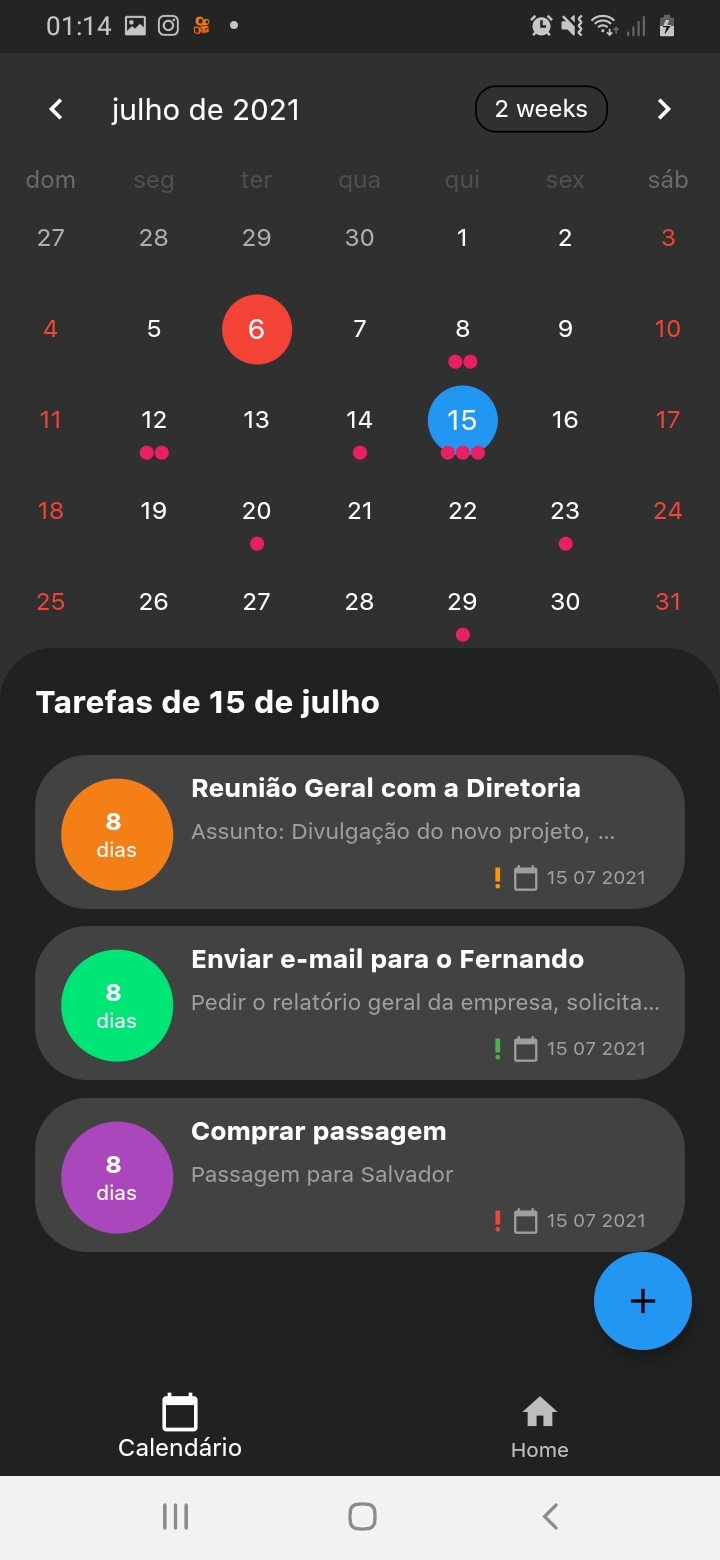 01:14
julho de 2021 2 weeks
dom seg ter qua qui sex sáb
27 28 29 30 1 2 3
4 5 6 7 8 9 10
11 12 13 14 15 16 17
18 19 20 21 22 23 24
25 26 27 28 29 30 31
Tarefas de 15 de julho
8
dias
Reunião Geral com a Diretoria
Assunto: Divulgação do novo projeto, ...
! 15 07 2021
8
dias
Enviar e-mail para o Fernando
Pedir o relatório geral da empresa, solicita...
! 15 07 2021
8
dias
Comprar passagem
Passagem para Salvador
! 15 07 2021
+
Calendário Home